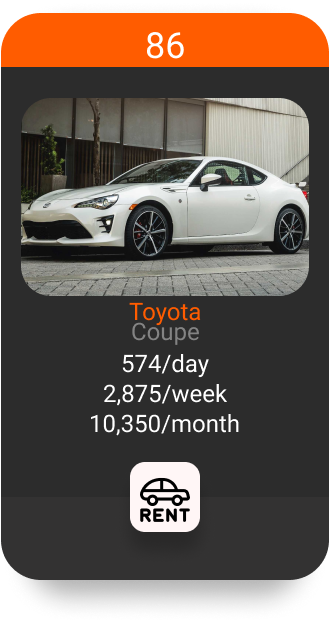 86
Toyota
Coupe
574/day
2,875/week
10,350/month
RENT